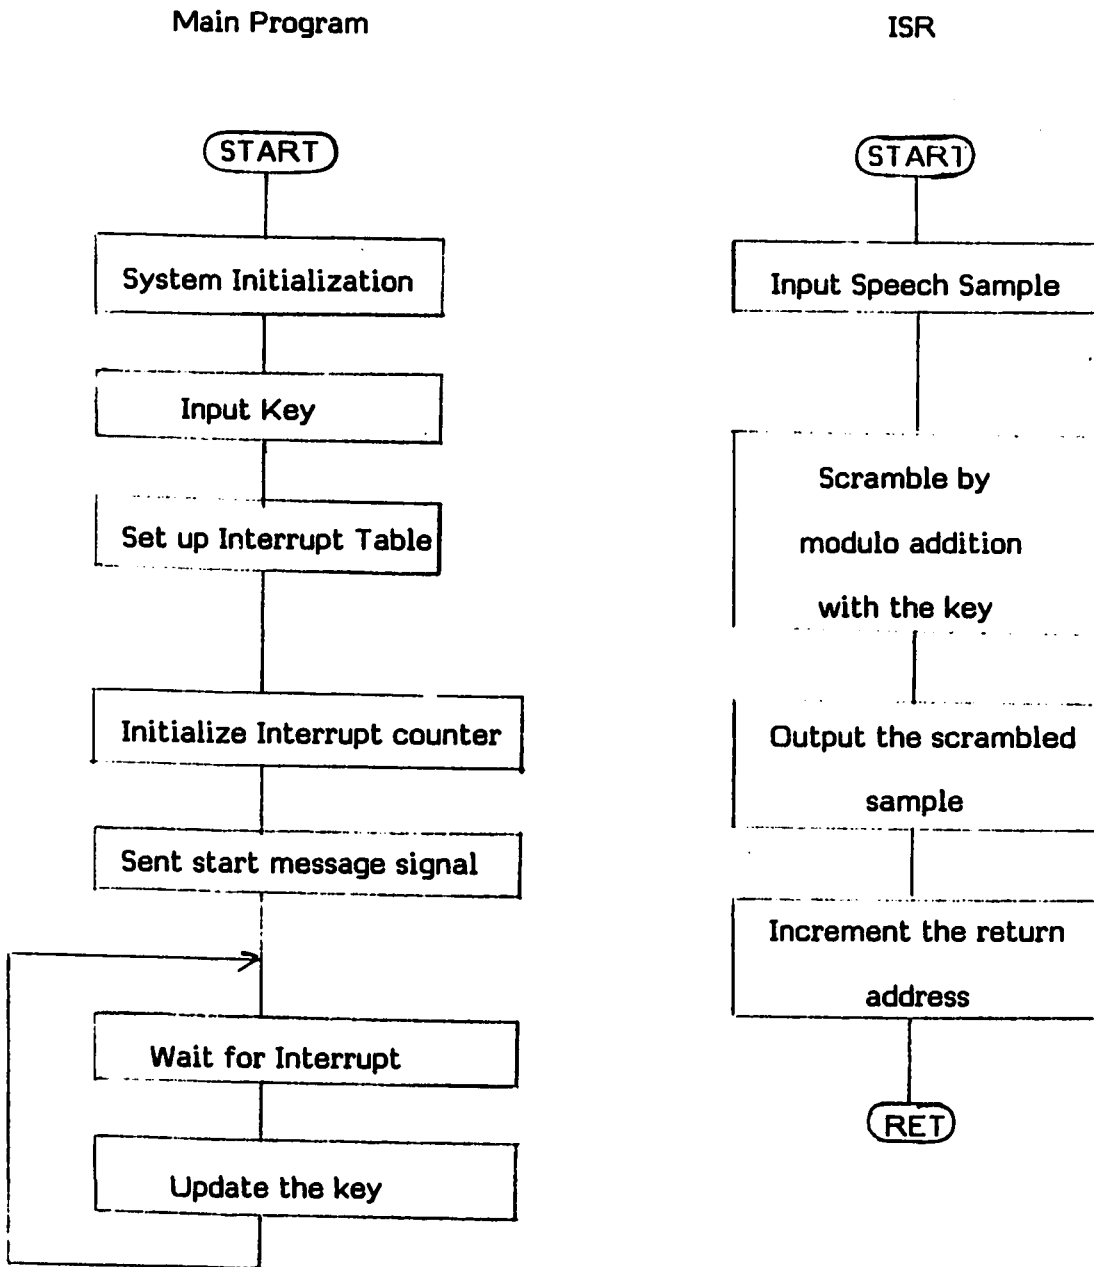 Main Program
START
System Initialization
Input Key
Set up Interrupt Table
Initialize Interrupt counter
Sent start message signal
Wait for Interrupt
Update the key
ISR
START
Input Speech Sample
Scramble by
modulo addition
with the key
Output the scrambled
sample
Increment the return
address
RET